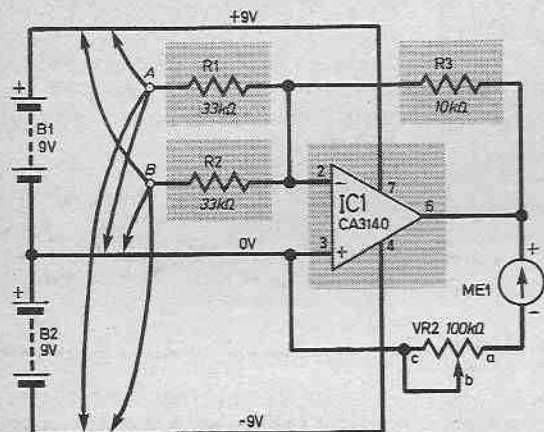 +9V
A
R1
33kΩ
R3
10kΩ
+
B1
9V
B
R2
33kΩ
2
−
7
IC1
CA3140
6
3
+
4
0V
+
B2
9V
+
ME1
−
VR2 100kΩ
c
a
b
-9V